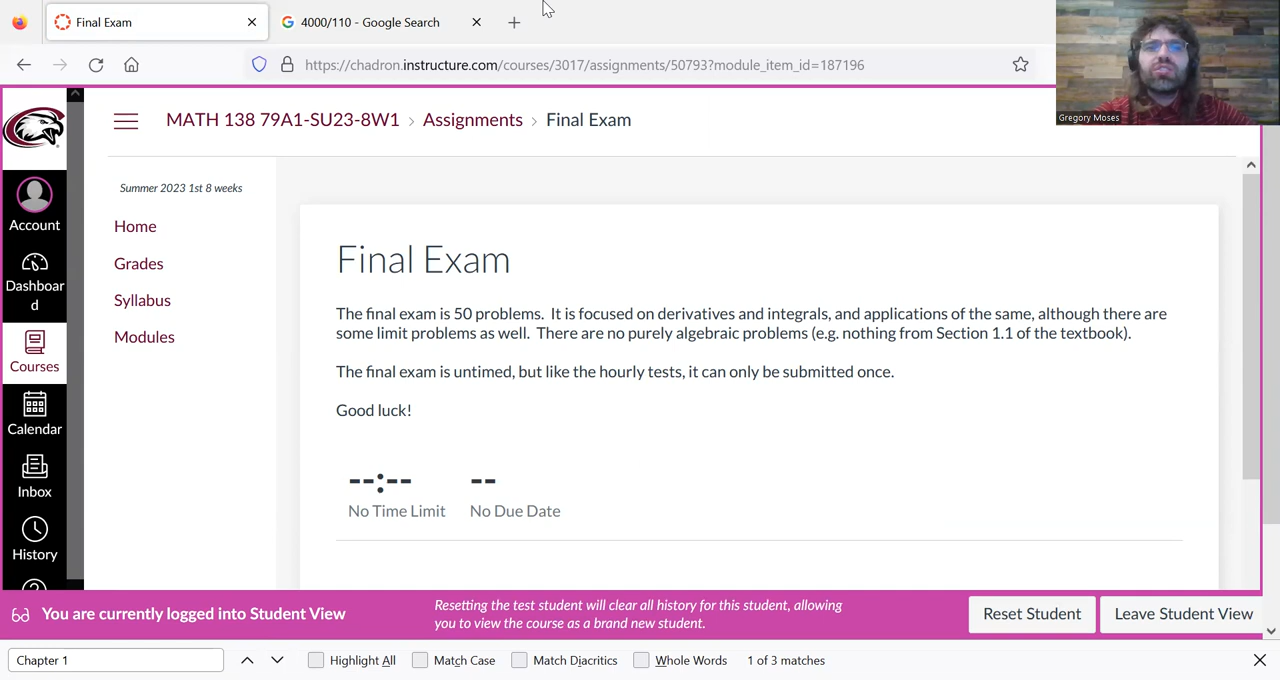 Final Exam
4000/110 - Google Search
https://chadron.instructure.com/courses/3017/assignments/50793?module_item_id=187196
Gregory Moses
MATH 138 79A1-SU23-8W1 › Assignments › Final Exam
Summer 2023 1st 8 weeks
Home
Grades
Syllabus
Modules
Account
Dashboar
d
Courses
Calendar
Inbox
History
Final Exam
The final exam is 50 problems. It is focused on derivatives and integrals, and applications of the same, although there are
some limit problems as well. There are no purely algebraic problems (e.g. nothing from Section 1.1 of the textbook).
The final exam is untimed, but like the hourly tests, it can only be submitted once.
Good luck!
--:-- --
No Time Limit No Due Date
You are currently logged into Student View
Resetting the test student will clear all history for this student, allowing
you to view the course as a brand new student.
Reset Student
Leave Student View
Chapter 1
Highlight All
Match Case
Match Diacritics
Whole Words
1 of 3 matches